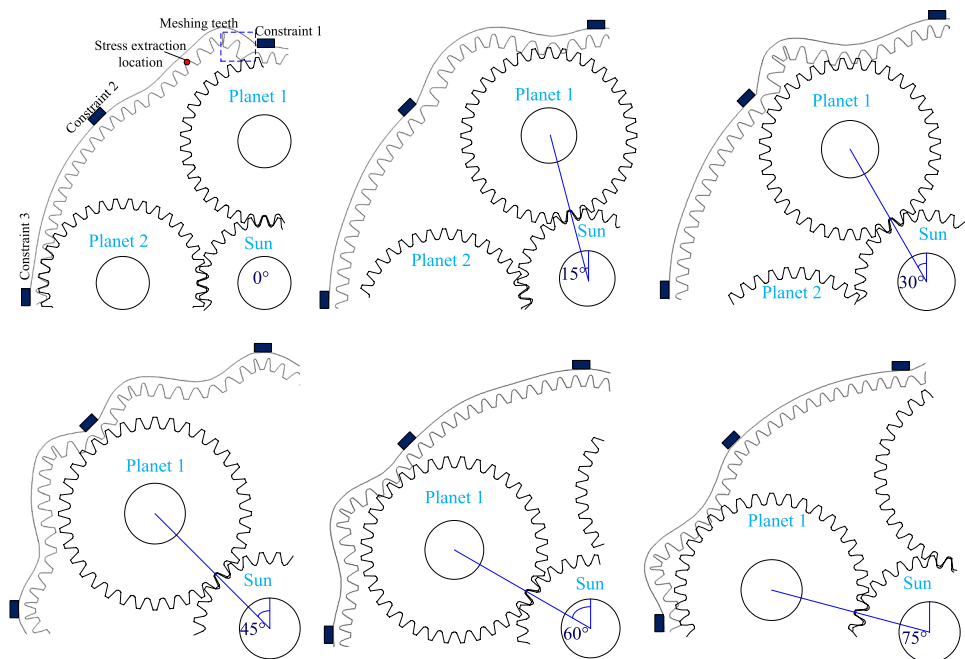 Meshing teeth
Constraint 1
Stress extraction
location
Constraint 2
Planet 1
Constraint 3
Planet 2
Sun
0°
Planet 1
Sun
Planet 2
15°
Planet 1
Sun
Planet 2
30°
Planet 1
Sun
45°
Planet 1
Sun
60°
Planet 1
Sun
75°